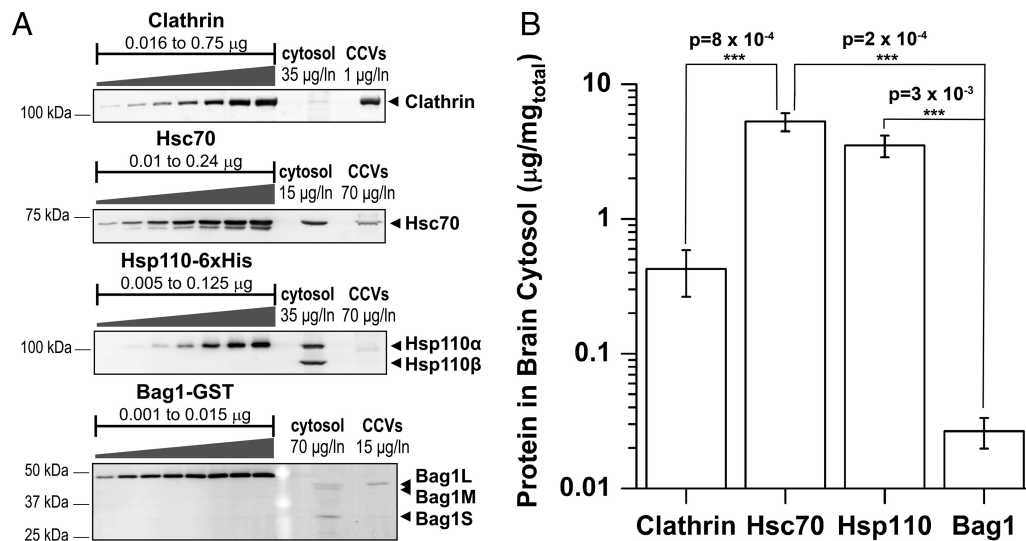 A
Clathrin
0.016 to 0.75 µg
cytosol CCVs
35 µg/ln 1 µg/ln
100 kDa
Clathrin
Hsc70
0.01 to 0.24 µg
cytosol CCVs
15 µg/ln 70 µg/ln
75 kDa
Hsc70
Hsp110-6xHis
0.005 to 0.125 µg
cytosol CCVs
35 µg/ln 70 µg/ln
100 kDa
Hsp110α
Hsp110β
Bag1-GST
0.001 to 0.015 µg
cytosol CCVs
70 µg/ln 15 µg/ln
50 kDa
37 kDa
25 kDa
Bag1L
Bag1M
Bag1S
B
Protein in Brain Cytosol (µg/mgtotal)
10
1
0.1
0.01
p=8 x 10-4
***
p=2 x 10-4
***
p=3 x 10-3
***
Clathrin Hsc70 Hsp110 Bag1